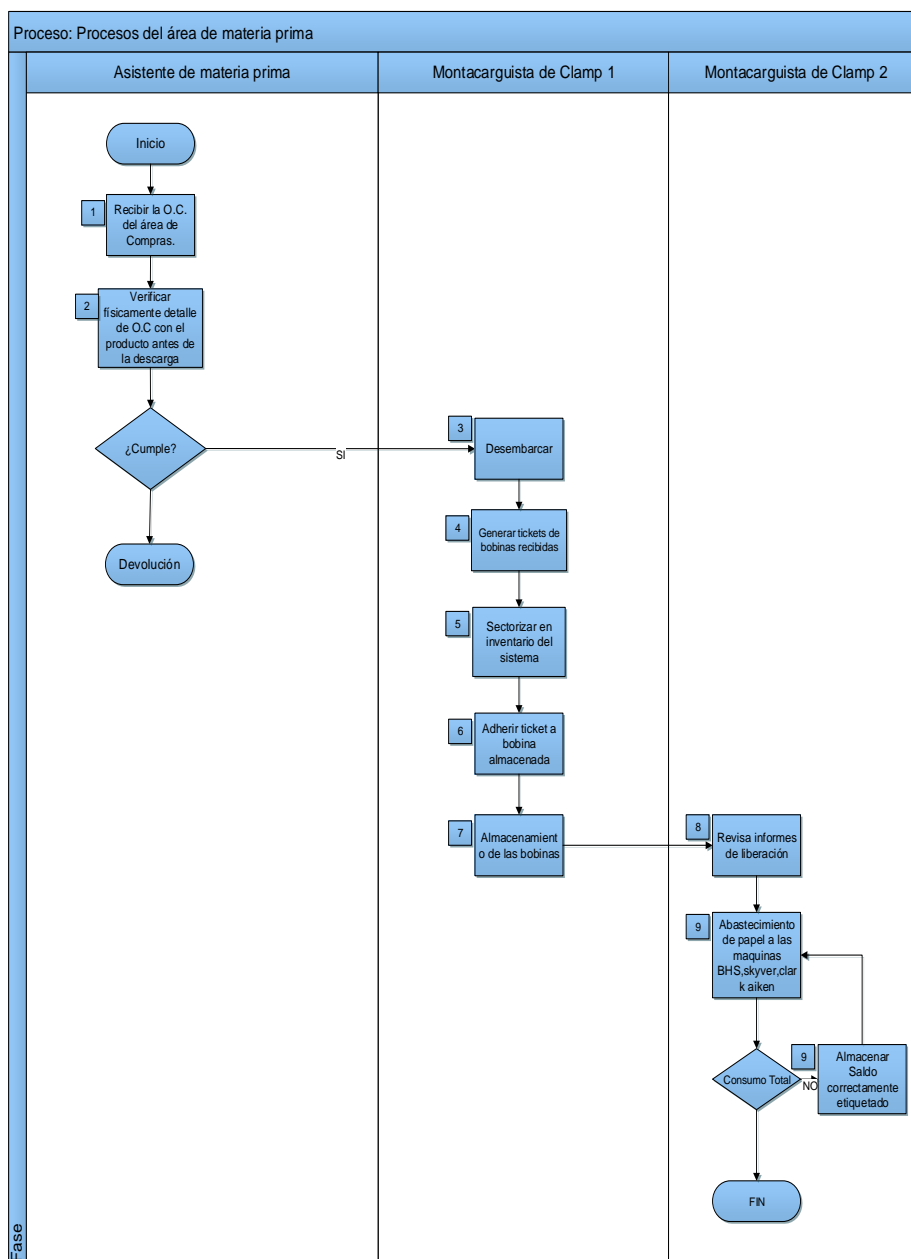 Proceso: Procesos del área de materia prima
Asistente de materia prima
Montacarguista de Clamp 1
Montacarguista de Clamp 2
Inicio
1
Recibir la O.C.
del área de
Compras.
2
Verificar
físicamente detalle
de O.C con el
producto antes de
la descarga
¿Cumple?
SI
Devolución
3
Desembarcar
4
Generar tickets de
bobinas recibidas
5
Sectorizar en
inventario del
sistema
6
Adherir ticket a
bobina
almacenada
7
Almacenamient
o de las bobinas
8
Revisa informes
de liberación
9
Abastecimiento
de papel a las
maquinas
BHS,skyver,clar
k aiken
Consumo Total
NO
9
Almacenar
Saldo
correctamente
etiquetado
FIN
Fase